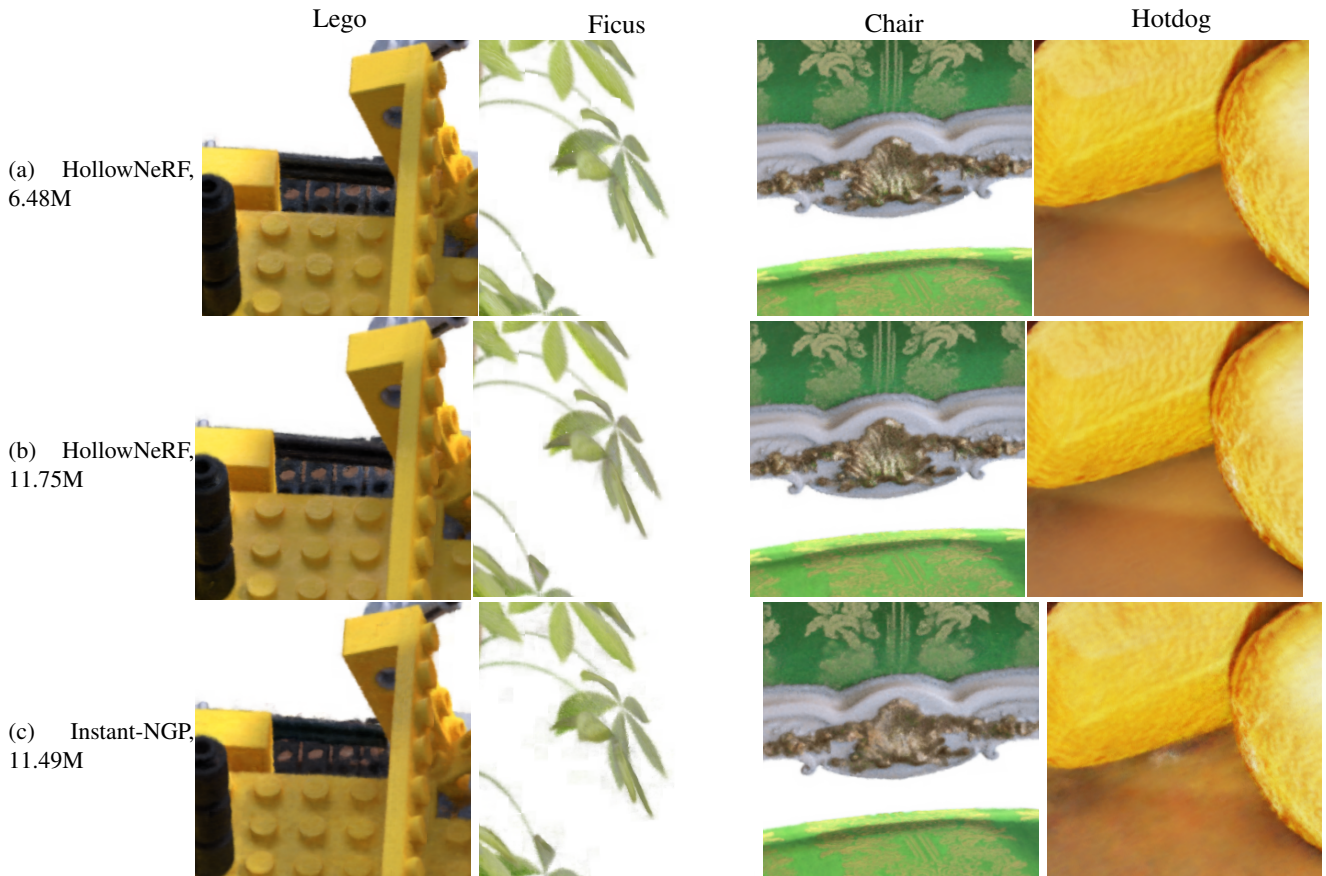 Lego Ficus Chair Hotdog
(a) HollowNeRF,
6.48M
(b) HollowNeRF,
11.75M
(c) Instant-NGP,
11.49M